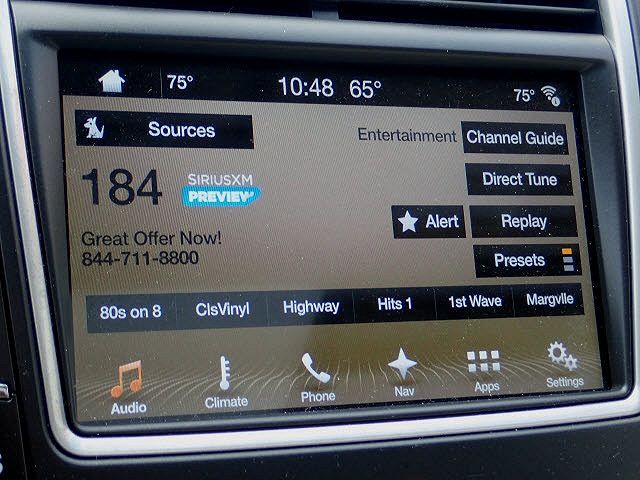 75° 10:48 65° 75°
Sources
Entertainment Channel Guide
184 SIRIUSXM
PREVIEW
Direct Tune
Alert Replay
Great Offer Now!
844-711-8800
Presets
80s on 8 ClsVinyl Highway Hits 1 1st Wave Margvlle
Audio Climate Phone Nav Apps Settings